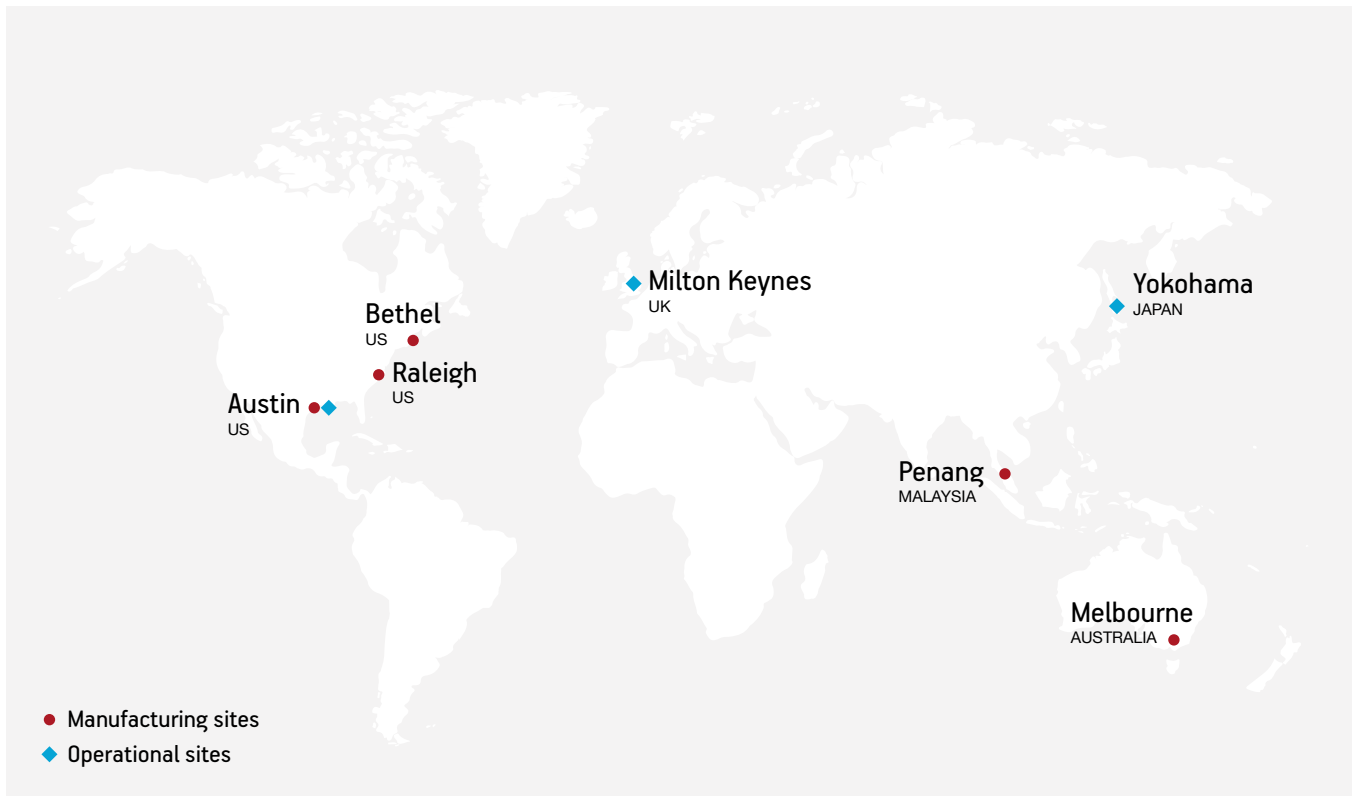 Milton Keynes
UK
Yokohama
JAPAN
Bethel
US
Raleigh
US
Austin
US
Penang
MALAYSIA
Melbourne
AUSTRALIA
Manufacturing sites
Operational sites